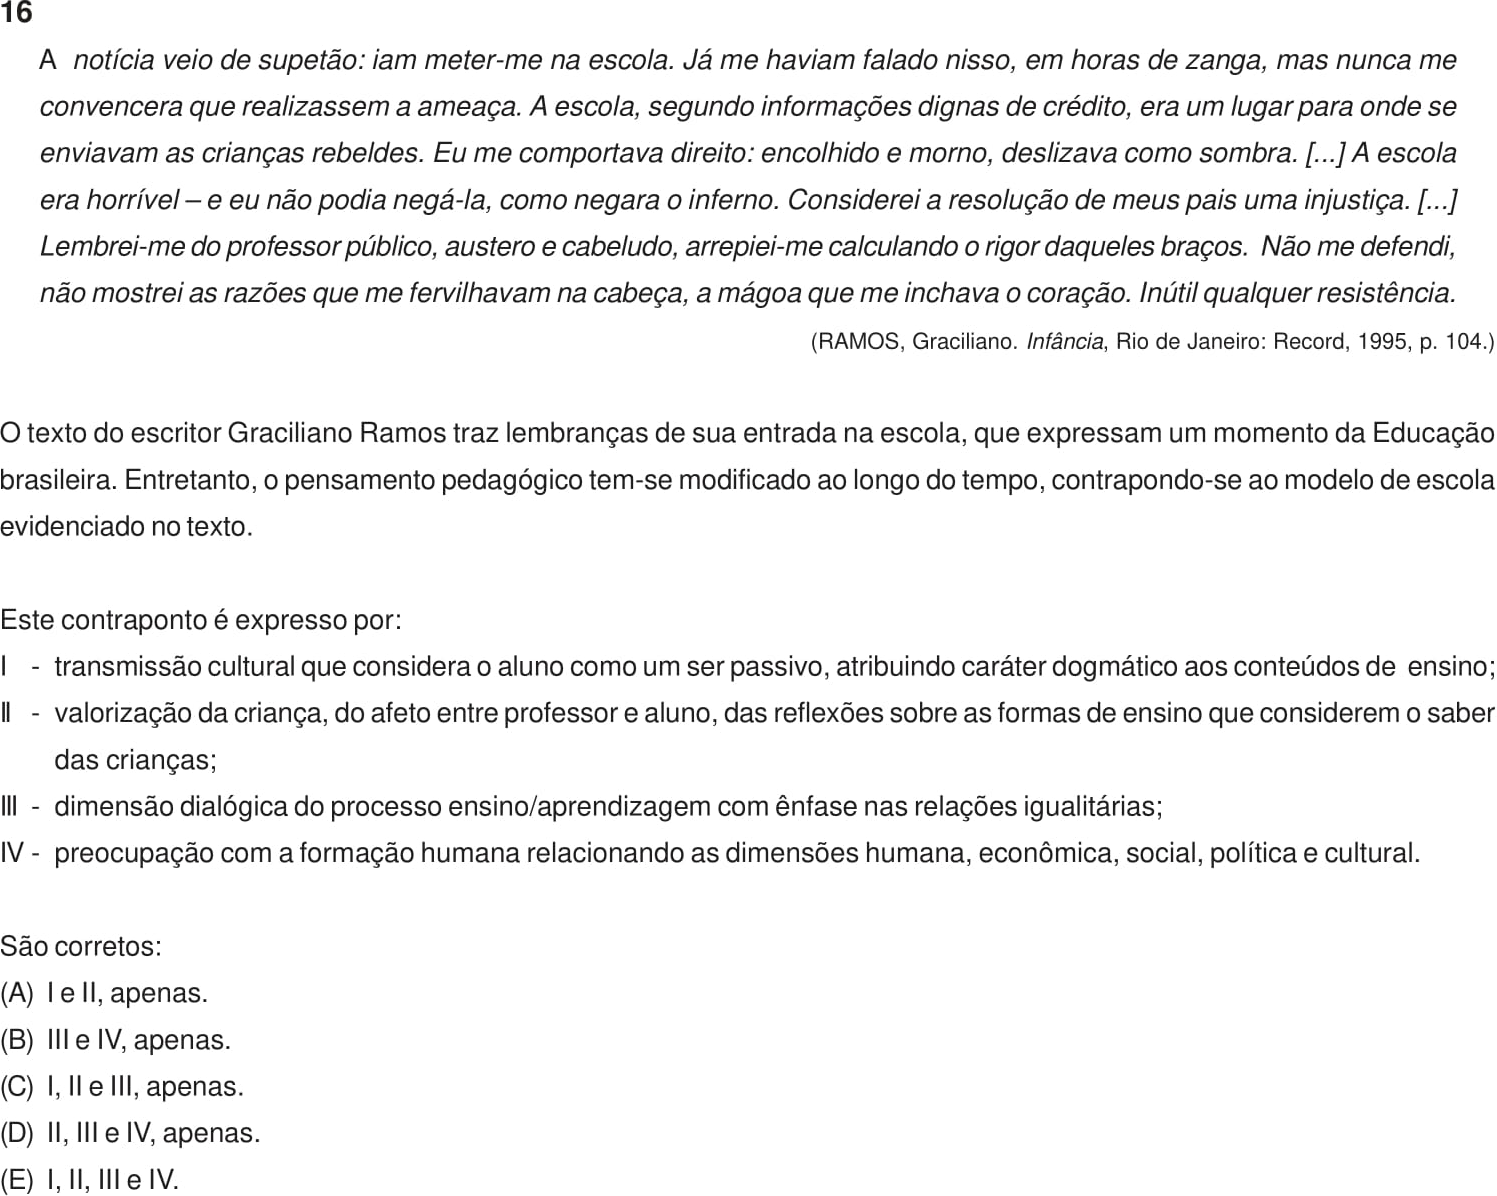 16
A notícia veio de supetão: iam meter-me na escola. Já me haviam falado nisso, em horas de zanga, mas nunca me
convencera que realizassem a ameaça. A escola, segundo informações dignas de crédito, era um lugar para onde se
enviavam as crianças rebeldes. Eu me comportava direito: encolhido e morno, deslizava como sombra. [...] A escola
era horrível – e eu não podia negá-la, como negara o inferno. Considerei a resolução de meus pais uma injustiça. [...]
Lembrei-me do professor público, austero e cabeludo, arrepiei-me calculando o rigor daqueles braços. Não me defendi,
não mostrei as razões que me fervilhavam na cabeça, a mágoa que me inchava o coração. Inútil qualquer resistência.
(RAMOS, Graciliano. Infância, Rio de Janeiro: Record, 1995, p. 104.)
O texto do escritor Graciliano Ramos traz lembranças de sua entrada na escola, que expressam um momento da Educação
brasileira. Entretanto, o pensamento pedagógico tem-se modificado ao longo do tempo, contrapondo-se ao modelo de escola
evidenciado no texto.
Este contraponto é expresso por:
I - transmissão cultural que considera o aluno como um ser passivo, atribuindo caráter dogmático aos conteúdos de ensino;
II - valorização da criança, do afeto entre professor e aluno, das reflexões sobre as formas de ensino que considerem o saber
das crianças;
III - dimensão dialógica do processo ensino/aprendizagem com ênfase nas relações igualitárias;
IV - preocupação com a formação humana relacionando as dimensões humana, econômica, social, política e cultural.
São corretos:
(A) I e II, apenas.
(B) III e IV, apenas.
(C) I, II e III, apenas.
(D) II, III e IV, apenas.
(E) I, II, III e IV.